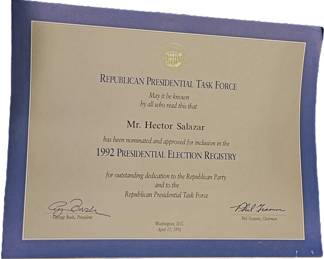 REPUBLICAN PRESIDENTIAL TASK FORCE
May it be known
by all who read this that
Mr. Hector Salazar
has been nominated and approved for inclusion in the
1992 PRESIDENTIAL ELECTION REGISTRY
for outstanding dedication to the Republican Party
and to the
Republican Presidential Task Force
George Bush, President
Phil Gramm, Chairman
Washington, D.C.